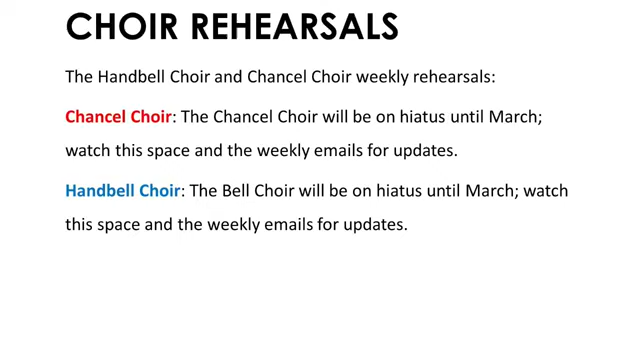 CHOIR REHEARSALS
The Handbell Choir and Chancel Choir weekly rehearsals:
Chancel Choir: The Chancel Choir will be on hiatus until March;
watch this space and the weekly emails for updates.
Handbell Choir: The Bell Choir will be on hiatus until March; watch
this space and the weekly emails for updates.